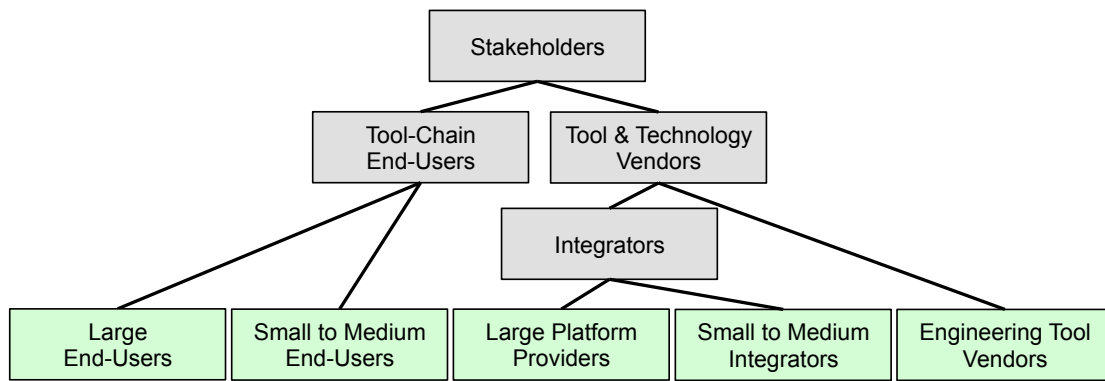 Stakeholders
Tool-Chain
End-Users
Tool & Technology
Vendors
Integrators
Large
End-Users
Small to Medium
End-Users
Large Platform
Providers
Small to Medium
Integrators
Engineering Tool
Vendors